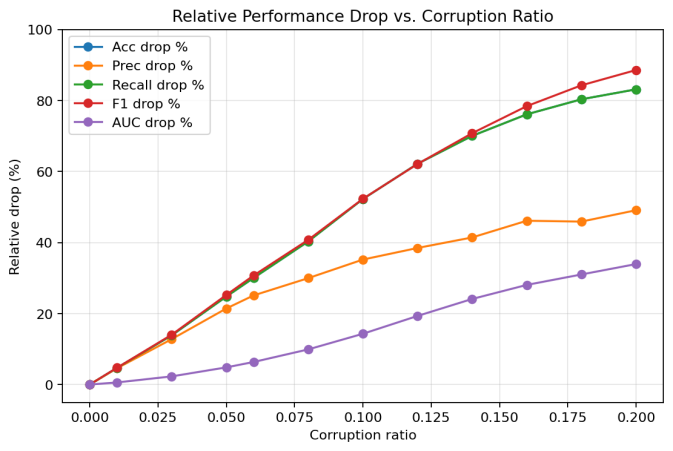 Relative Performance Drop vs. Corruption Ratio
100
80
60
40
20
0
Relative drop (%)
Acc drop %
Prec drop %
Recall drop %
F1 drop %
AUC drop %
0.000 0.025 0.050 0.075 0.100 0.125 0.150 0.175 0.200
Corruption ratio